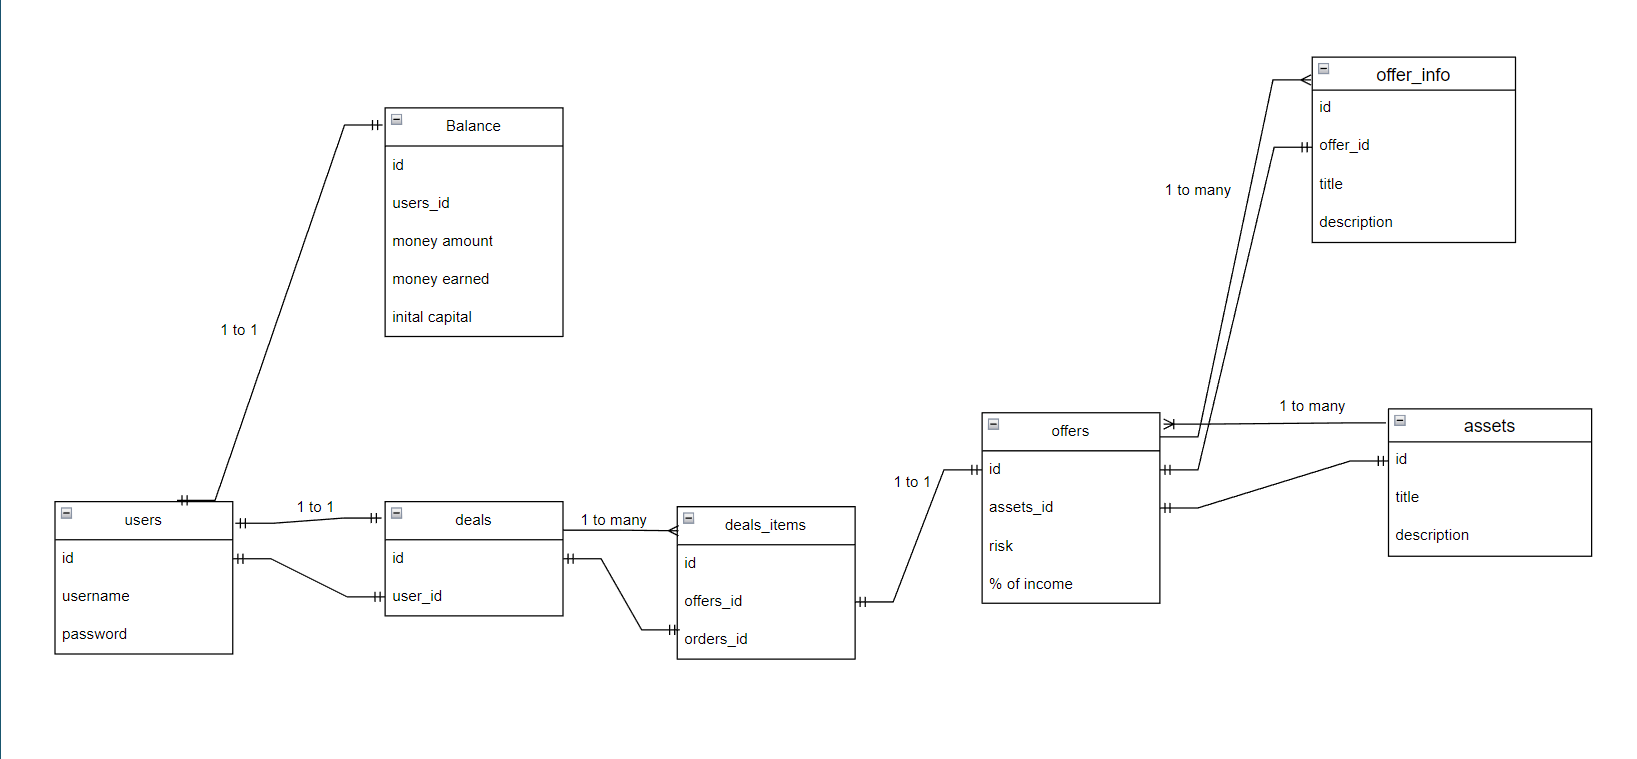 offer_info
id
offer_id
title
description
1 to many
Balance
id
users_id
money amount
money earned
inital capital
1 to 1
users
id
username
password
1 to 1
deals
id
user_id
1 to many
deals_items
id
offers_id
orders_id
1 to 1
offers
id
assets_id
risk
% of income
1 to many
assets
id
title
description